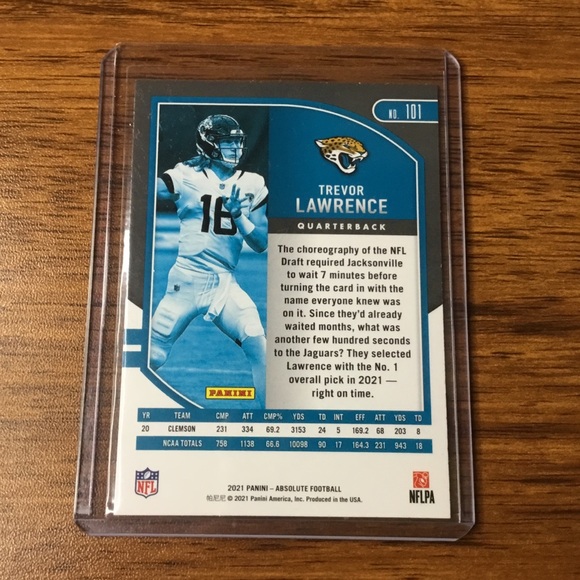 NO. 101
16
TREVOR
LAWRENCE
QUARTERBACK
The choreography of the NFL
Draft required Jacksonville
to wait 7 minutes before
turning the card in with the
name everyone knew was
on it. Since they'd already
waited months, what was
another few hundred seconds
to the Jaguars? They selected
Lawrence with the No. 1
overall pick in 2021 —
right on time.
PANINI
YR TEAM CMP ATT CMP% YDS TD INT EFF ATT YDS TD
20 CLEMSON 231 334 69.2 3153 24 5 169.2 68 203 8
NCAA TOTALS 758 1138 66.6 10098 90 17 164.3 231 943 18
NFL
2021 PANINI – ABSOLUTE FOOTBALL
帕尼尼 © 2021 Panini America, Inc. Produced in the USA.
NFLPA